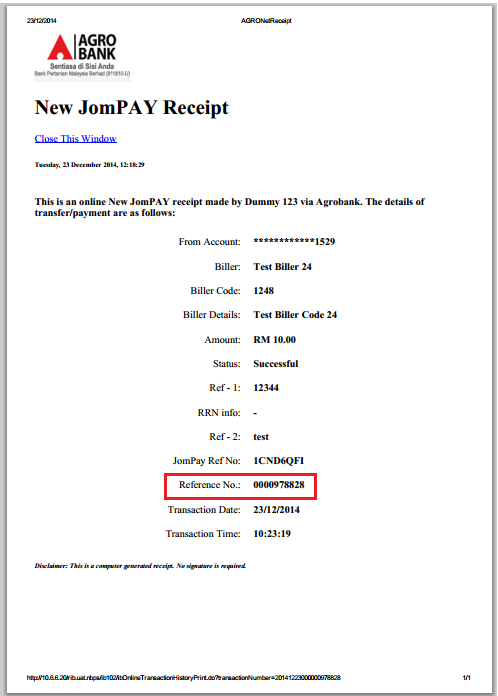 23/12/2014 AGRONetReceipt
AGRO
BANK
Sentiasa di Sisi Anda
Bank Pertanian Malaysia Berhad (811810-U)
New JomPAY Receipt
Close This Window
Tuesday, 23 December 2014, 12:18:29
This is an online New JomPAY receipt made by Dummy 123 via Agrobank. The details of
transfer/payment are as follows:
From Account: ************1529
Biller: Test Biller 24
Biller Code: 1248
Biller Details: Test Biller Code 24
Amount: RM 10.00
Status: Successful
Ref - 1: 12344
RRN info: -
Ref - 2: test
JomPay Ref No: 1CND6QFI
Reference No.: 0000978828
Transaction Date: 23/12/2014
Transaction Time: 10:23:19
Disclaimer: This is a computer generated receipt. No signature is required.
http://10.6.6.20/rib.uat.nbps/ib102/ibOnlineTransactionHistoryPrint.do?transactionNumber=20141223000000978828 1/1